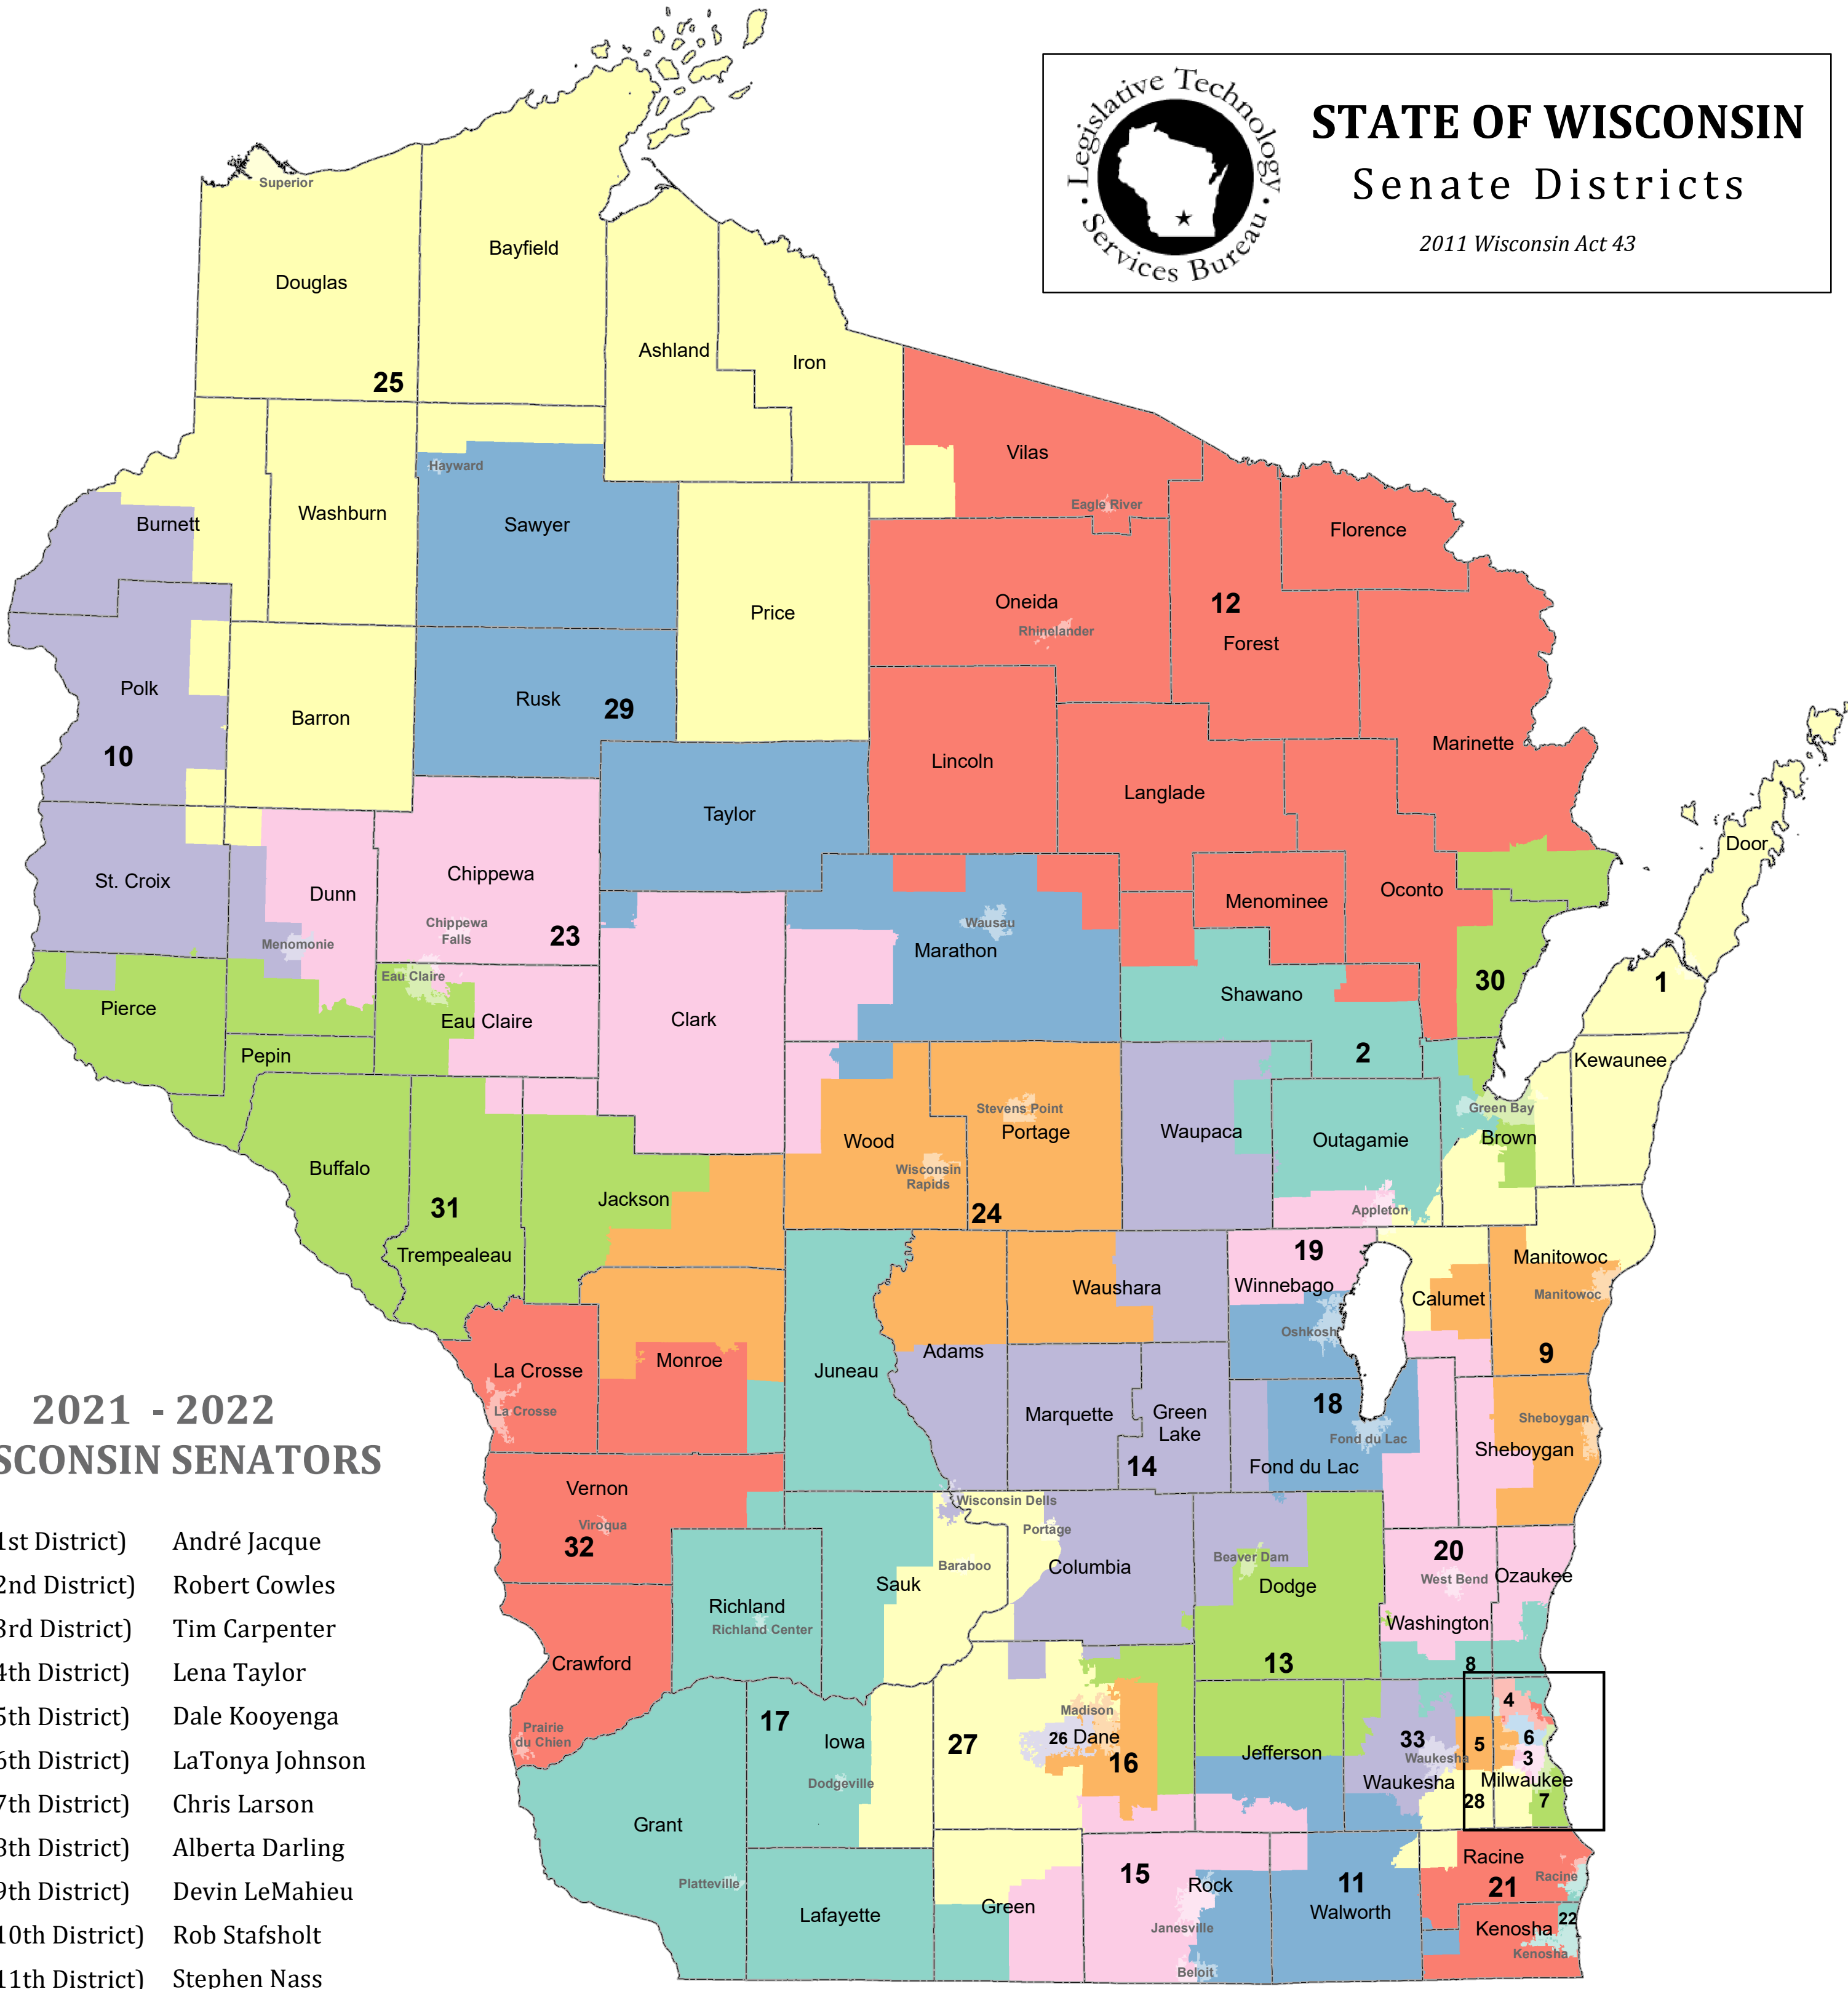 Legislative Technology
Services Bureau
STATE OF WISCONSIN
Senate Districts
2011 Wisconsin Act 43
Superior
Bayfield
Douglas
Ashland
Iron
25
Vilas
Hayward
Eagle River
Washburn
Burnett
Sawyer
Florence
Oneida
12
Price
Rhinelander
Forest
Polk
Rusk
29
Barron
Marinette
10
Lincoln
Langlade
Taylor
Door
St. Croix
Chippewa
Dunn
Oconto
Menominee
Chippewa
Falls
Wausau
23
Menomonie
Marathon
Eau Claire
30
1
Shawano
Pierce
Eau Claire
Clark
2
Pepin
Kewaunee
Stevens Point
Green Bay
Portage
Wood
Waupaca
Outagamie
Brown
Buffalo
Wisconsin
Rapids
Jackson
31
24
Appleton
Trempealeau
19
Manitowoc
Winnebago
Waushara
Calumet
Manitowoc
Oshkosh
Adams
9
Monroe
La Crosse
Juneau
2021 - 2022
SCONSIN SENATORS
La Crosse
Marquette
Green
Lake
18
Sheboygan
Fond du Lac
Sheboygan
14
Fond du Lac
Vernon
Wisconsin Dells
Viroqua
Portage
32
20
Beaver Dam
Baraboo
Columbia
West Bend
Ozaukee
Sauk
Dodge
Richland
Richland Center
Washington
Crawford
13
8
4
Madison
17
Prairie
du Chien
Iowa
27
26
Dane
16
33
5
6
3
Jefferson
Waukesha
Waukesha
Milwaukee
Dodgeville
28
7
Grant
Racine
15
Racine
Platteville
Rock
11
21
Lafayette
Green
Walworth
22
Janesville
Kenosha
Kenosha
Beloit
1st District) André Jacque
2nd District) Robert Cowles
3rd District) Tim Carpenter
4th District) Lena Taylor
5th District) Dale Kooyenga
6th District) LaTonya Johnson
7th District) Chris Larson
8th District) Alberta Darling
9th District) Devin LeMahieu
10th District) Rob Stafsholt
11th District) Stephen Nass